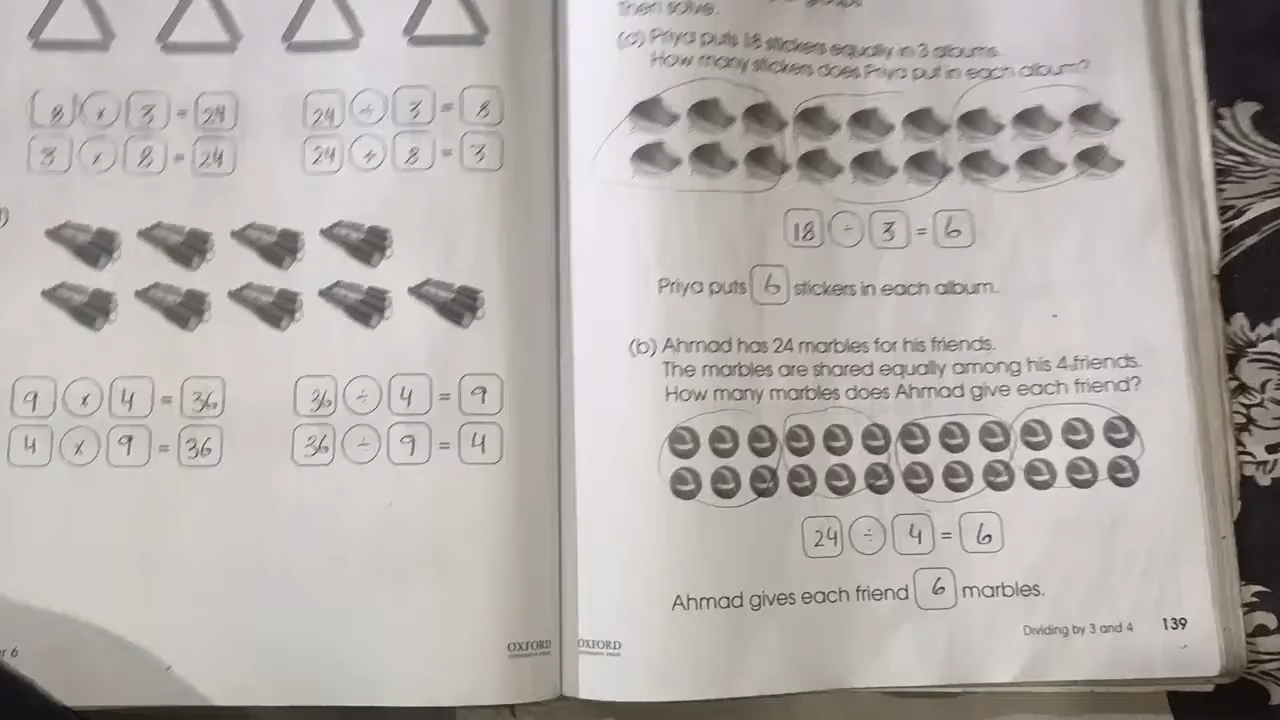 8 × 3 = 24
24 ÷ 3 = 8
3 × 8 = 24
24 ÷ 8 = 3
9 × 4 = 36
36 ÷ 4 = 9
4 × 9 = 36
36 ÷ 9 = 4
OXFORD
Then solve.
(a) Priya puts 18 stickers equally in 3 albums.
How many stickers does Priya put in each album?
18 ÷ 3 = 6
Priya puts 6 stickers in each album.
(b) Ahmad has 24 marbles for his friends.
The marbles are shared equally among his 4 friends.
How many marbles does Ahmad give each friend?
24 ÷ 4 = 6
Ahmad gives each friend 6 marbles.
Dividing by 3 and 4 139
OXFORD